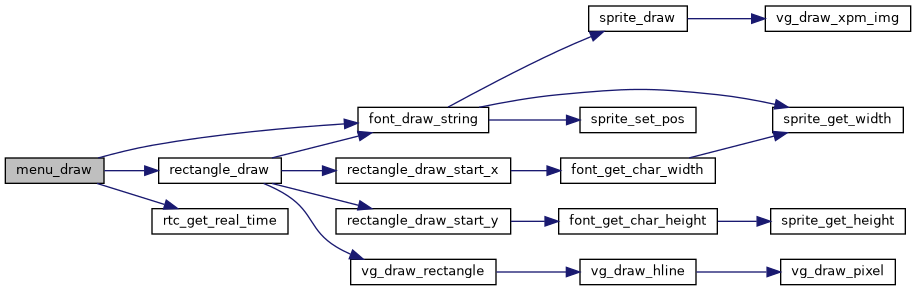 menu_draw
font_draw_string
rectangle_draw
rtc_get_real_time
sprite_draw
vg_draw_xpm_img
sprite_get_width
sprite_set_pos
rectangle_draw_start_x
font_get_char_width
rectangle_draw_start_y
font_get_char_height
sprite_get_height
vg_draw_rectangle
vg_draw_hline
vg_draw_pixel